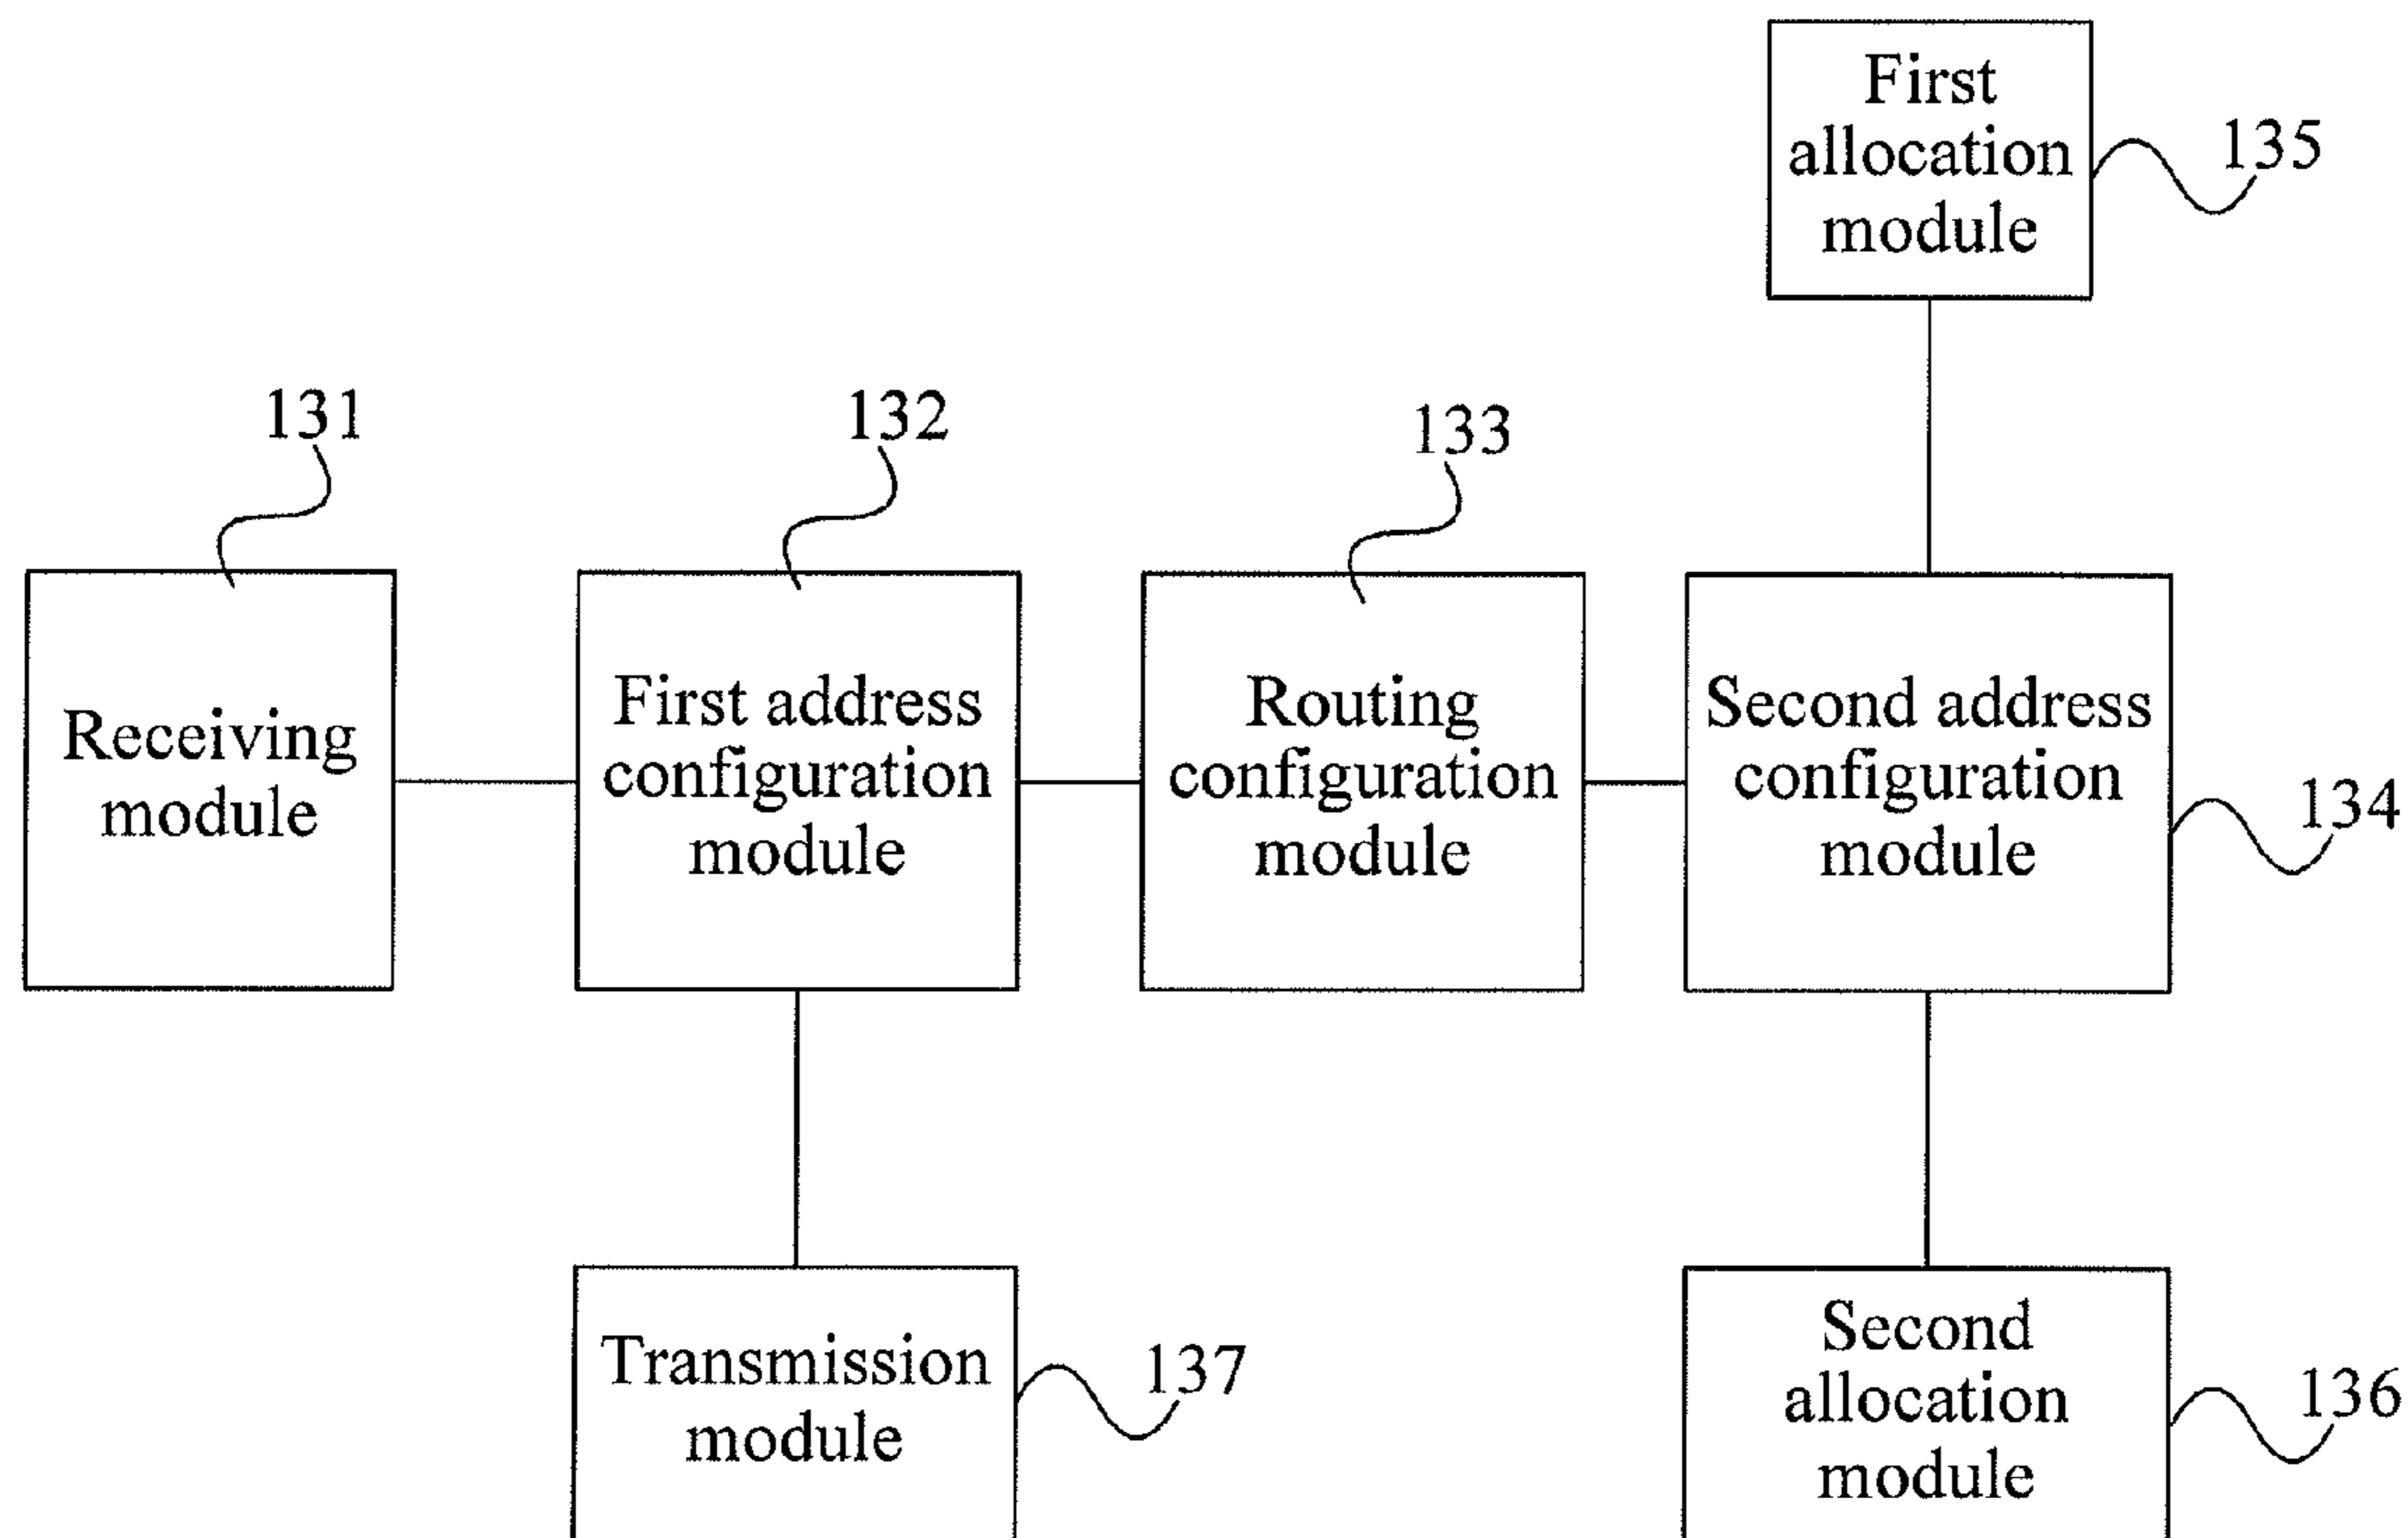 First
allocation
module
135
131
132
133
Receiving
module
First address
configuration
module
Routing
configuration
module
Second address
configuration
module
134
Transmission
module
137
Second
allocation
module
136